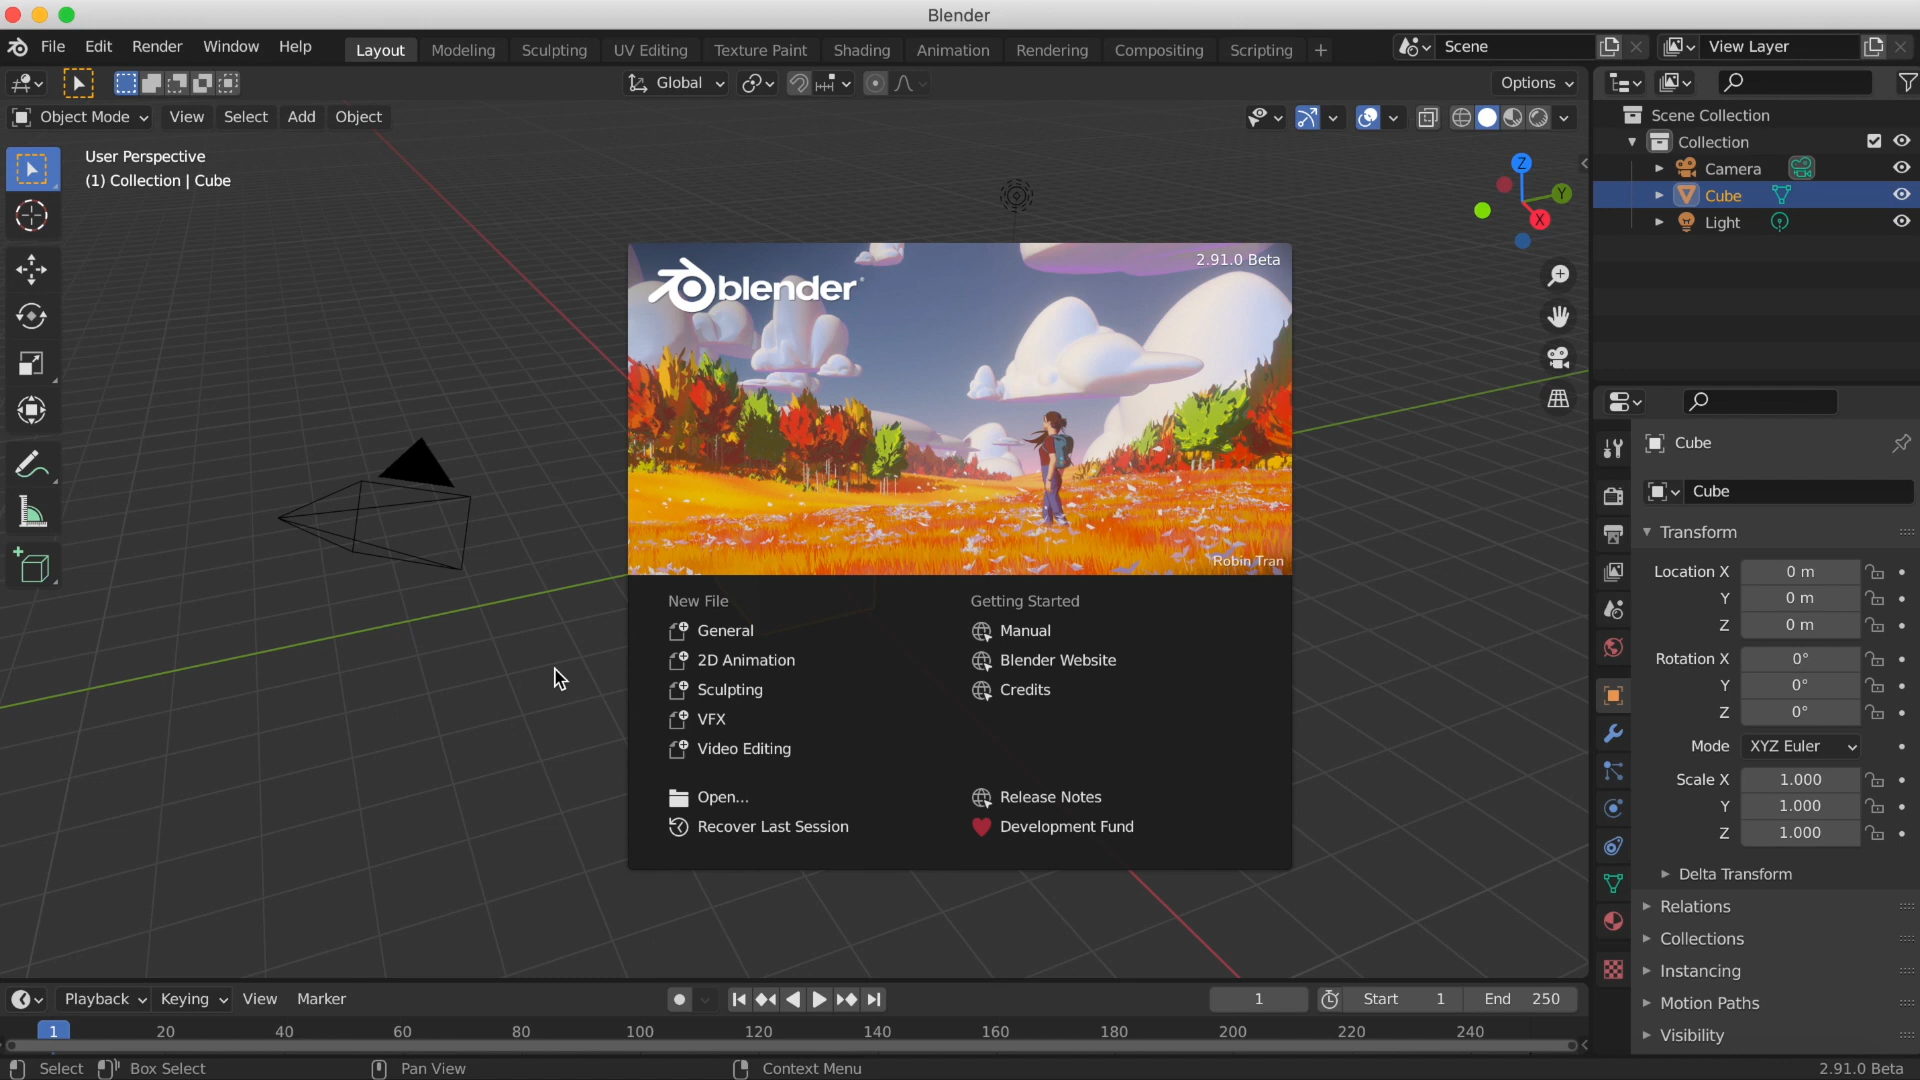 Blender
File Edit Render Window Help Layout Modeling Sculpting UV Editing Texture Paint Shading Animation Rendering Compositing Scripting + Scene View Layer
Global Options
Object Mode View Select Add Object
User Perspective
(1) Collection | Cube
Z
Y
X
Scene Collection
Collection
Camera
Cube
Light
blender
2.91.0 Beta
Robin Tran
New File
General
2D Animation
Sculpting
VFX
Video Editing
Open...
Recover Last Session
Getting Started
Manual
Blender Website
Credits
Release Notes
Development Fund
Cube
Cube
Transform
Location X 0 m
Y 0 m
Z 0 m
Rotation X 0°
Y 0°
Z 0°
Mode XYZ Euler
Scale X 1.000
Y 1.000
Z 1.000
Delta Transform
Relations
Collections
Instancing
Motion Paths
Visibility
Playback Keying View Marker 1 Start 1 End 250
1 20 40 60 80 100 120 140 160 180 200 220 240
Select Box Select Pan View Context Menu 2.91.0 Beta